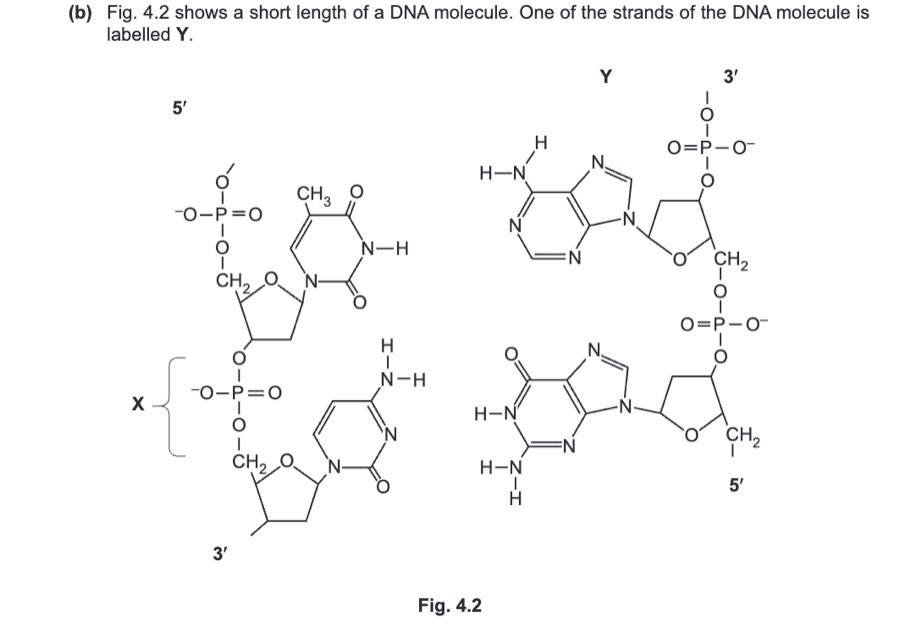 (b) Fig. 4.2 shows a short length of a DNA molecule. One of the strands of the DNA molecule is
labelled Y.
Y
3′
5′
O
O=P–O⁻
O
H
H–N
N
N
N
N
O
CH₂
O
⁻O–P=O
O
CH₂
O
CH₃
O
N–H
N
O
O
O=P–O⁻
O
O
N
H–N
N
N
H–N
H
O
CH₂
5′
X
O
⁻O–P=O
O
CH₂
O
H
N–H
N
N
O
3′
Fig. 4.2